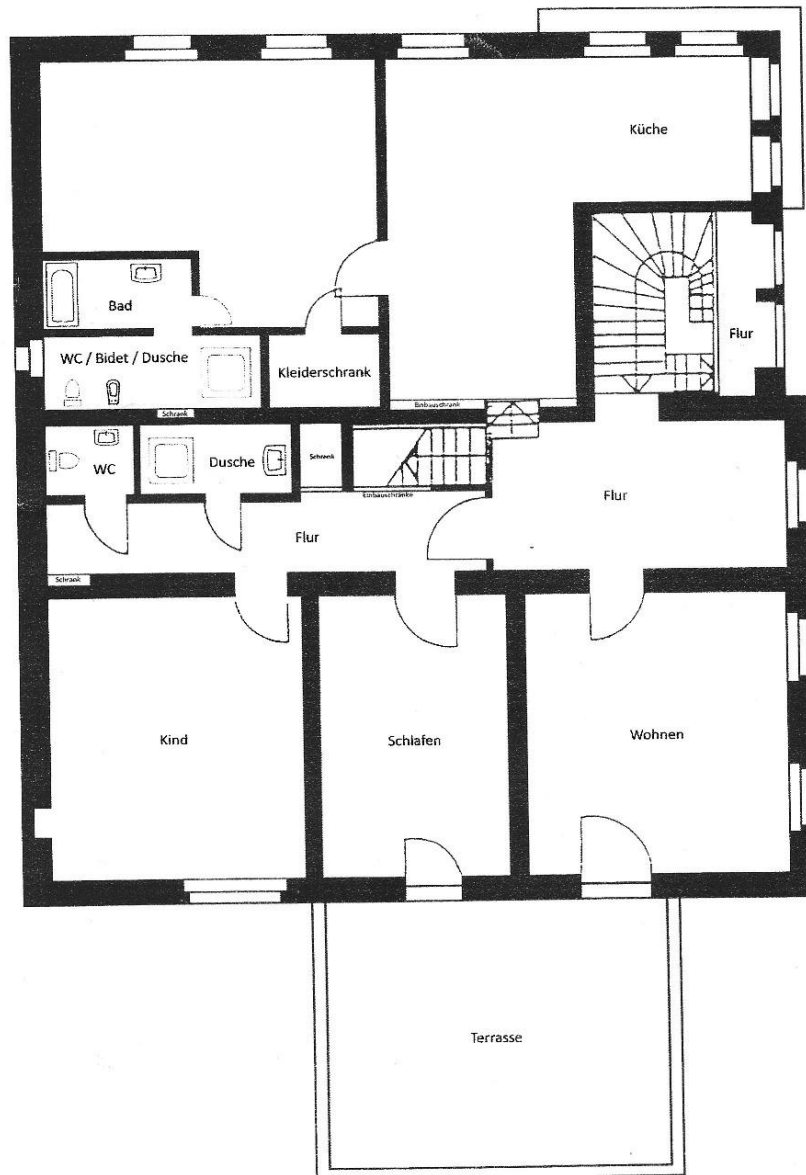 Küche
Bad
Flur
WC / Bidet / Dusche
Kleiderschrank
Einbauschrank
Schrank
WC
Dusche
Schrank
Einbauschränke
Flur
Flur
Schrank
Kind
Schlafen
Wohnen
Terrasse